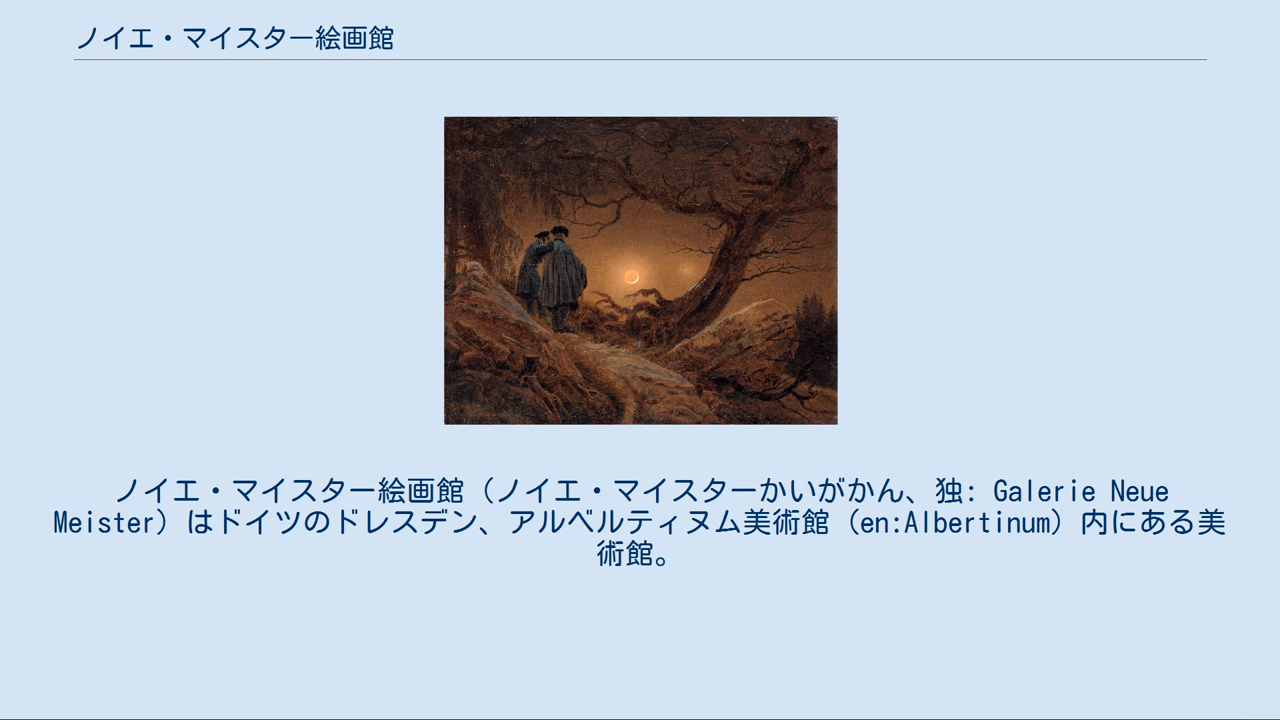 ノイエ・マイスター絵画館
ノイエ・マイスター絵画館（ノイエ・マイスターかいがかん、独: Galerie Neue
Meister）はドイツのドレスデン、アルベルティヌム美術館（en:Albertinum）内にある美
術館。